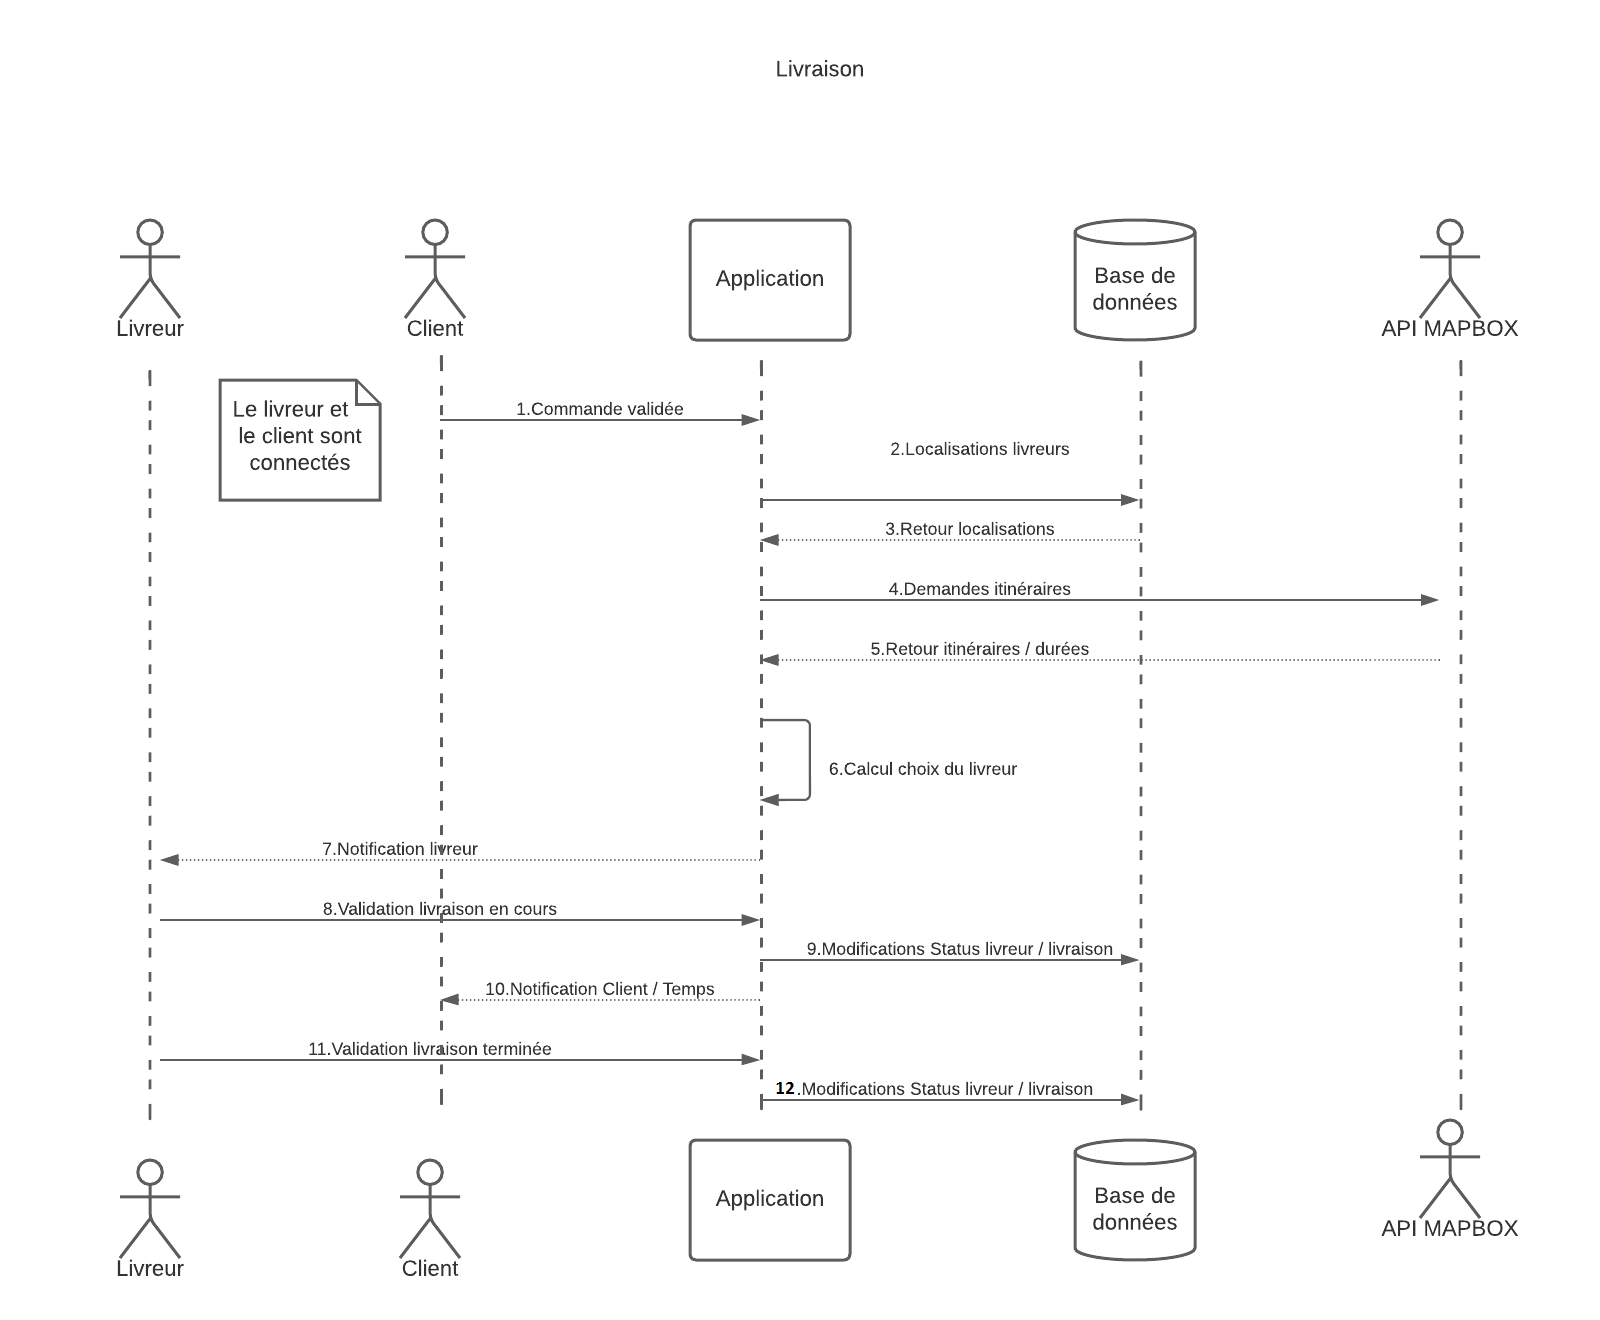 Livraison
Livreur
Client
Application
Base de
données
API MAPBOX
Le livreur et
le client sont
connectés
1.Commande validée
2.Localisations livreurs
3.Retour localisations
4.Demandes itinéraires
5.Retour itinéraires / durées
6.Calcul choix du livreur
7.Notification livreur
8.Validation livraison en cours
9.Modifications Status livreur / livraison
10.Notification Client / Temps
11.Validation livraison terminée
12.Modifications Status livreur / livraison
Livreur
Client
Application
Base de
données
API MAPBOX